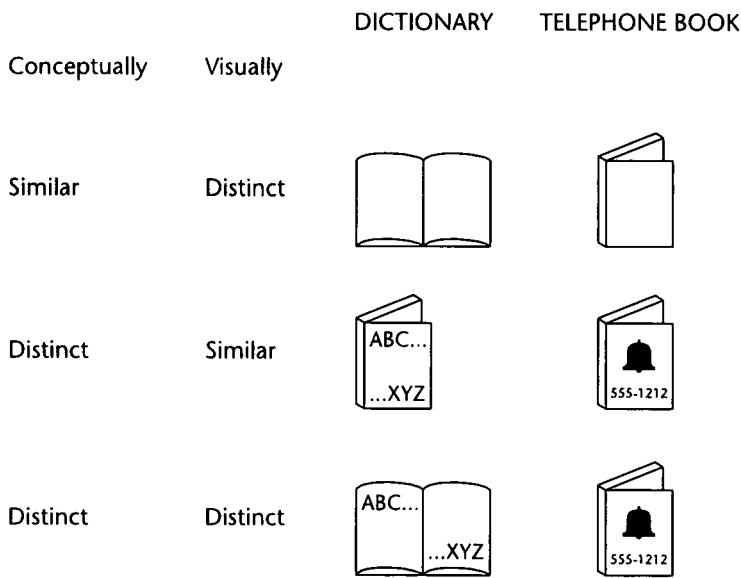 DICTIONARY TELEPHONE BOOK
Conceptually Visually
Similar Distinct
Distinct Similar
ABC...
...XYZ
555-1212
Distinct Distinct
ABC...
...XYZ
555-1212